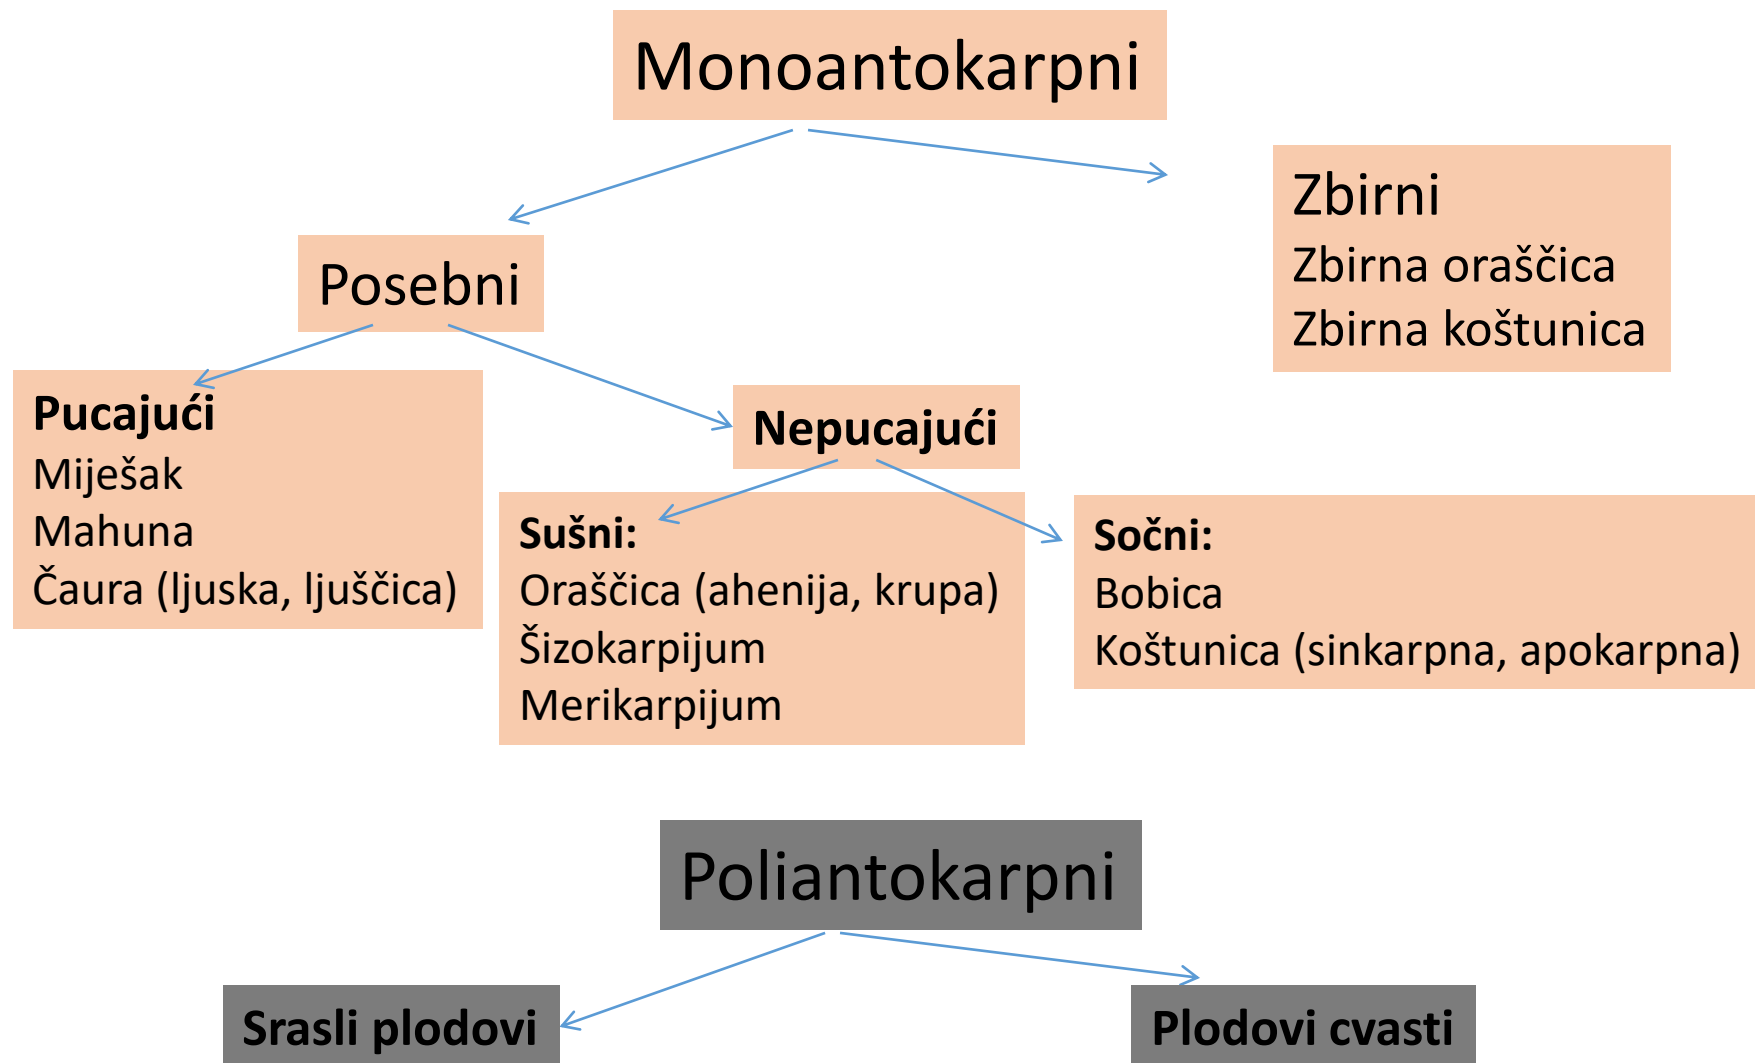 Monoantokarpni
Zbirni
Zbirna oraščica
Zbirna koštunica
Posebni
Pucajući
Miješak
Mahuna
Čaura (ljuska, ljuščica)
Nepucajući
Sušni:
Oraščica (ahenija, krupa)
Šizokarpijum
Merikarpijum
Sočni:
Bobica
Koštunica (sinkarpna, apokarpna)
Poliantokarpni
Srasli plodovi
Plodovi cvasti